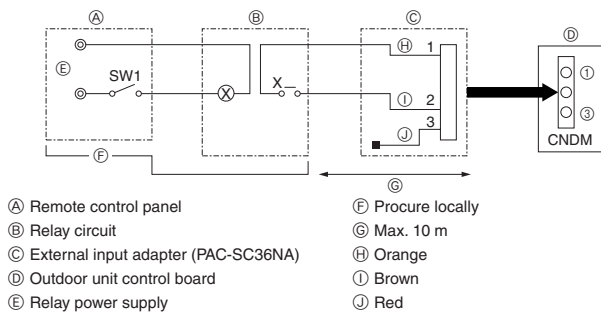 Ⓐ Ⓑ Ⓒ Ⓓ
Ⓗ 1
Ⓔ SW1 X X Ⓘ 2 ①
Ⓙ 3 ③
CNDM
Ⓕ
Ⓖ
Ⓐ Remote control panel
Ⓑ Relay circuit
Ⓒ External input adapter (PAC-SC36NA)
Ⓓ Outdoor unit control board
Ⓔ Relay power supply
Ⓕ Procure locally
Ⓖ Max. 10 m
Ⓗ Orange
Ⓘ Brown
Ⓙ Red